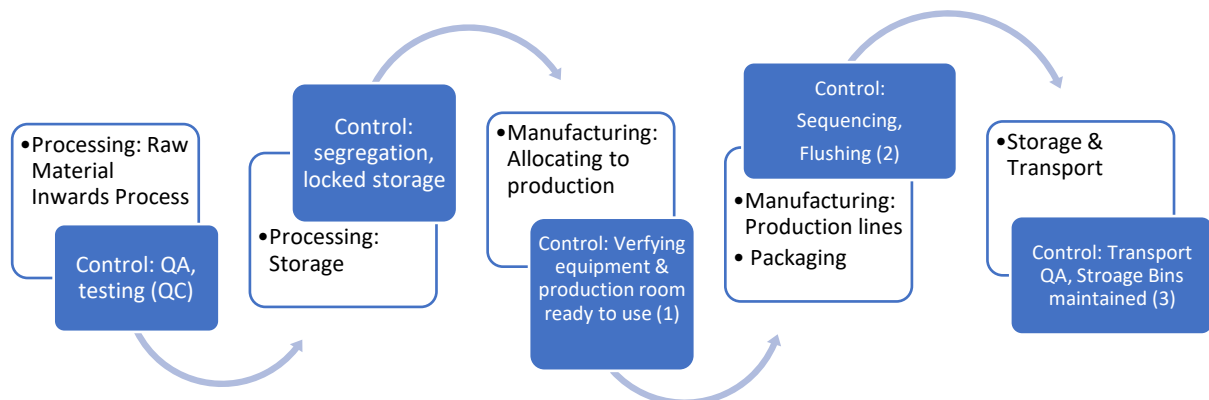 •Processing: Raw
Material
Inwards Process
Control: QA,
testing (QC)
Control:
segregation,
locked storage
•Processing:
Storage
•Manufacturing:
Allocating to
production
Control: Verfying
equipment &
production room
ready to use (1)
Control:
Sequencing,
Flushing (2)
•Manufacturing:
Production lines
• Packaging
•Storage &
Transport
Control: Transport
QA, Stroage Bins
maintained (3)